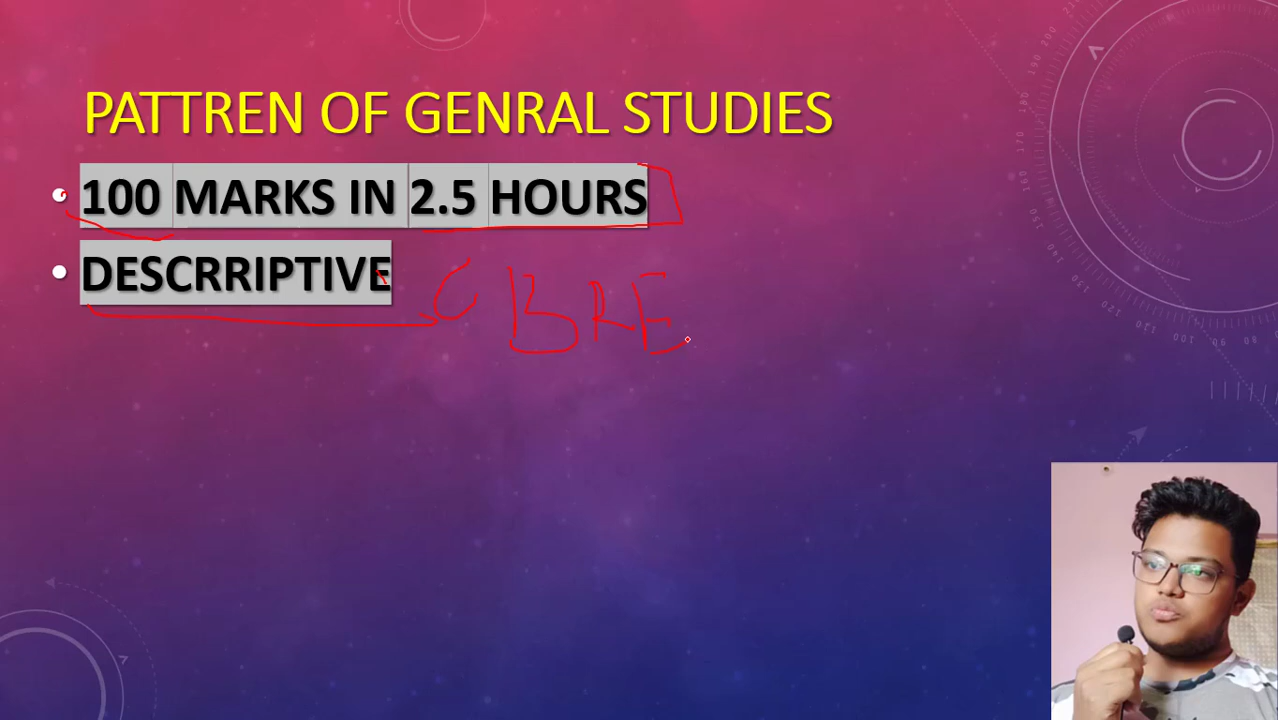 PATTREN OF GENRAL STUDIES
100 MARKS IN 2.5 HOURS
DESCRRIPTIVE
C BRE